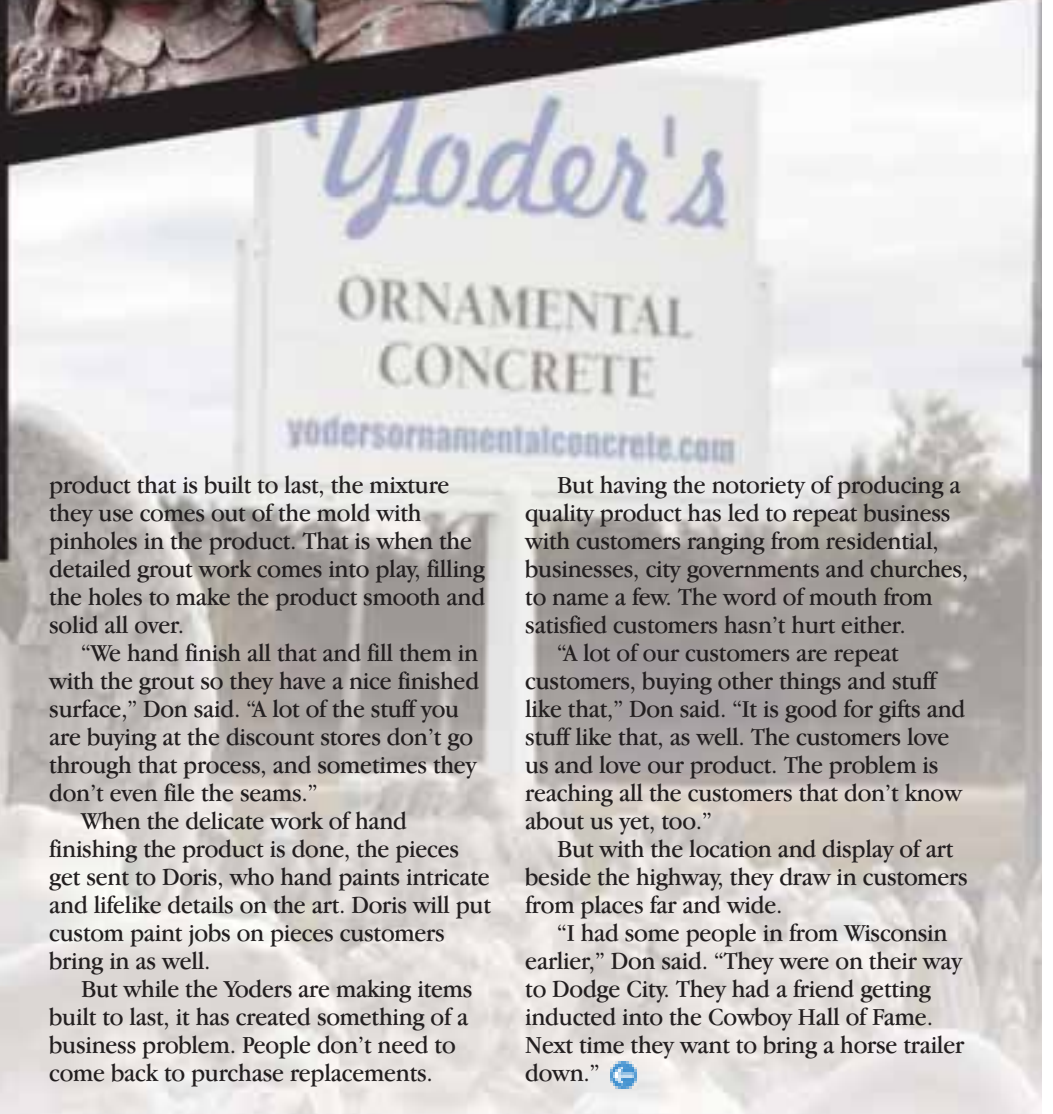 Yoder's
ORNAMENTAL
CONCRETE
yodersornamentalconcrete.com
product that is built to last, the mixture
they use comes out of the mold with
pinholes in the product. That is when the
detailed grout work comes into play, filling
the holes to make the product smooth and
solid all over.
“We hand finish all that and fill them in
with the grout so they have a nice finished
surface,” Don said. “A lot of the stuff you
are buying at the discount stores don’t go
through that process, and sometimes they
don’t even file the seams.”
When the delicate work of hand
finishing the product is done, the pieces
get sent to Doris, who hand paints intricate
and lifelike details on the art. Doris will put
custom paint jobs on pieces customers
bring in as well.
But while the Yoders are making items
built to last, it has created something of a
business problem. People don’t need to
come back to purchase replacements.
But having the notoriety of producing a
quality product has led to repeat business
with customers ranging from residential,
businesses, city governments and churches,
to name a few. The word of mouth from
satisfied customers hasn’t hurt either.
“A lot of our customers are repeat
customers, buying other things and stuff
like that,” Don said. “It is good for gifts and
stuff like that, as well. The customers love
us and love our product. The problem is
reaching all the customers that don’t know
about us yet, too.”
But with the location and display of art
beside the highway, they draw in customers
from places far and wide.
“I had some people in from Wisconsin
earlier,” Don said. “They were on their way
to Dodge City. They had a friend getting
inducted into the Cowboy Hall of Fame.
Next time they want to bring a horse trailer
down.”